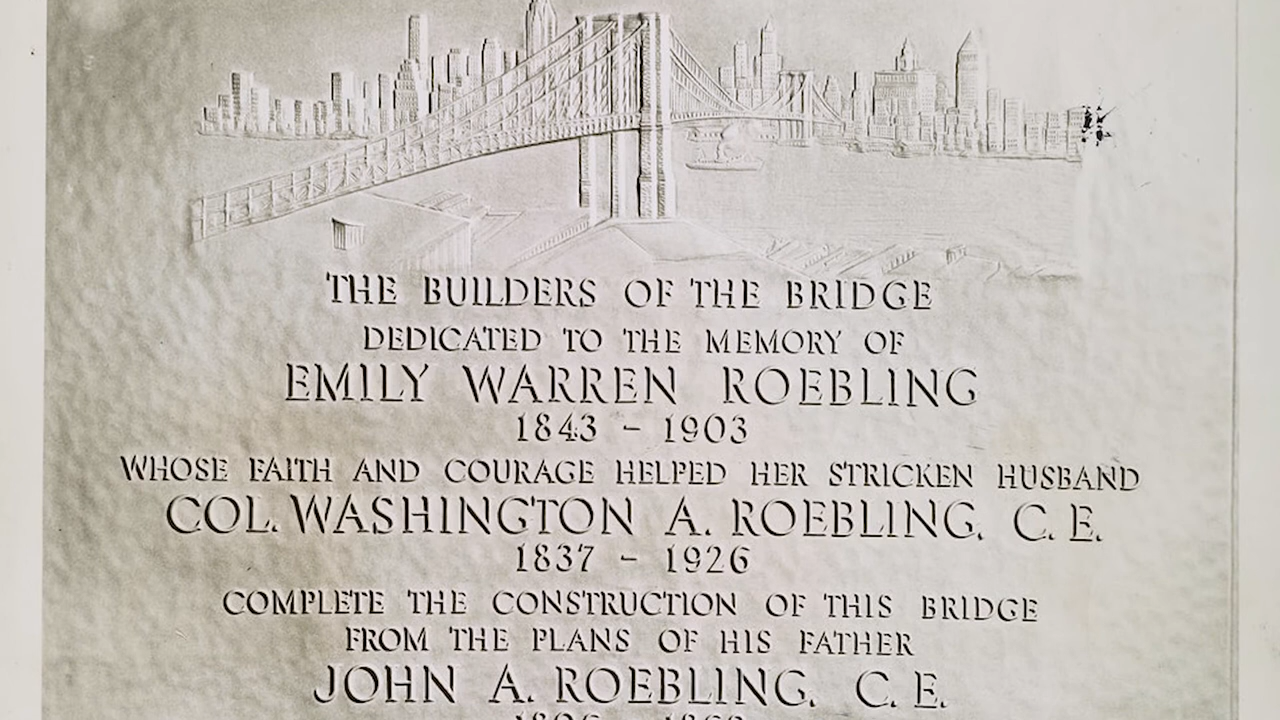 THE BUILDERS OF THE BRIDGE
DEDICATED TO THE MEMORY OF
EMILY WARREN ROEBLING
1843 - 1903
WHOSE FAITH AND COURAGE HELPED HER STRICKEN HUSBAND
COL. WASHINGTON A. ROEBLING, C. E.
1837 - 1926
COMPLETE THE CONSTRUCTION OF THIS BRIDGE
FROM THE PLANS OF HIS FATHER
JOHN A. ROEBLING, C. E.